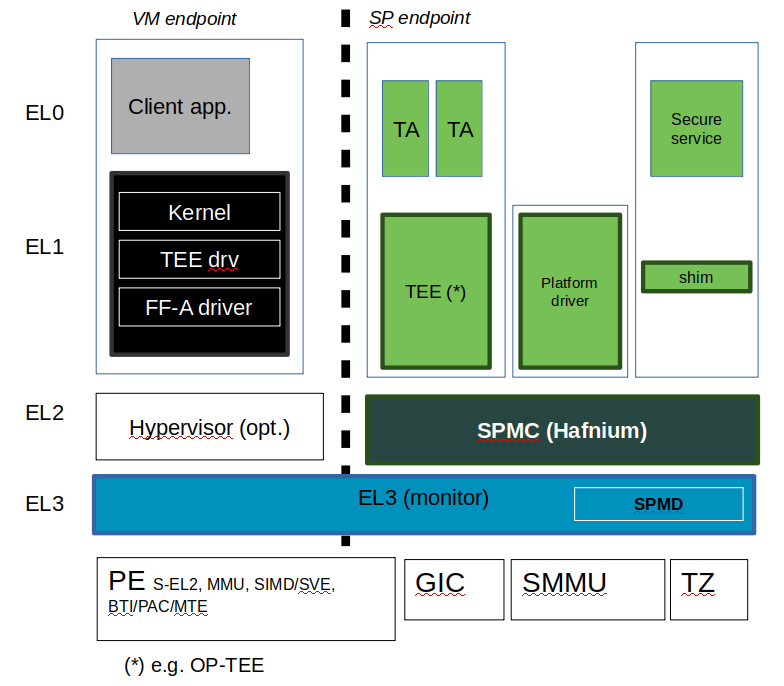 VM endpoint
SP endpoint
EL0
Client app.
TA
TA
Secure
service
EL1
Kernel
TEE drv
FF-A driver
TEE (*)
Platform
driver
shim
EL2
Hypervisor (opt.)
SPMC (Hafnium)
EL3
EL3 (monitor)
SPMD
PE S-EL2, MMU, SIMD/SVE,
BTI/PAC/MTE
GIC
SMMU
TZ
(*) e.g. OP-TEE